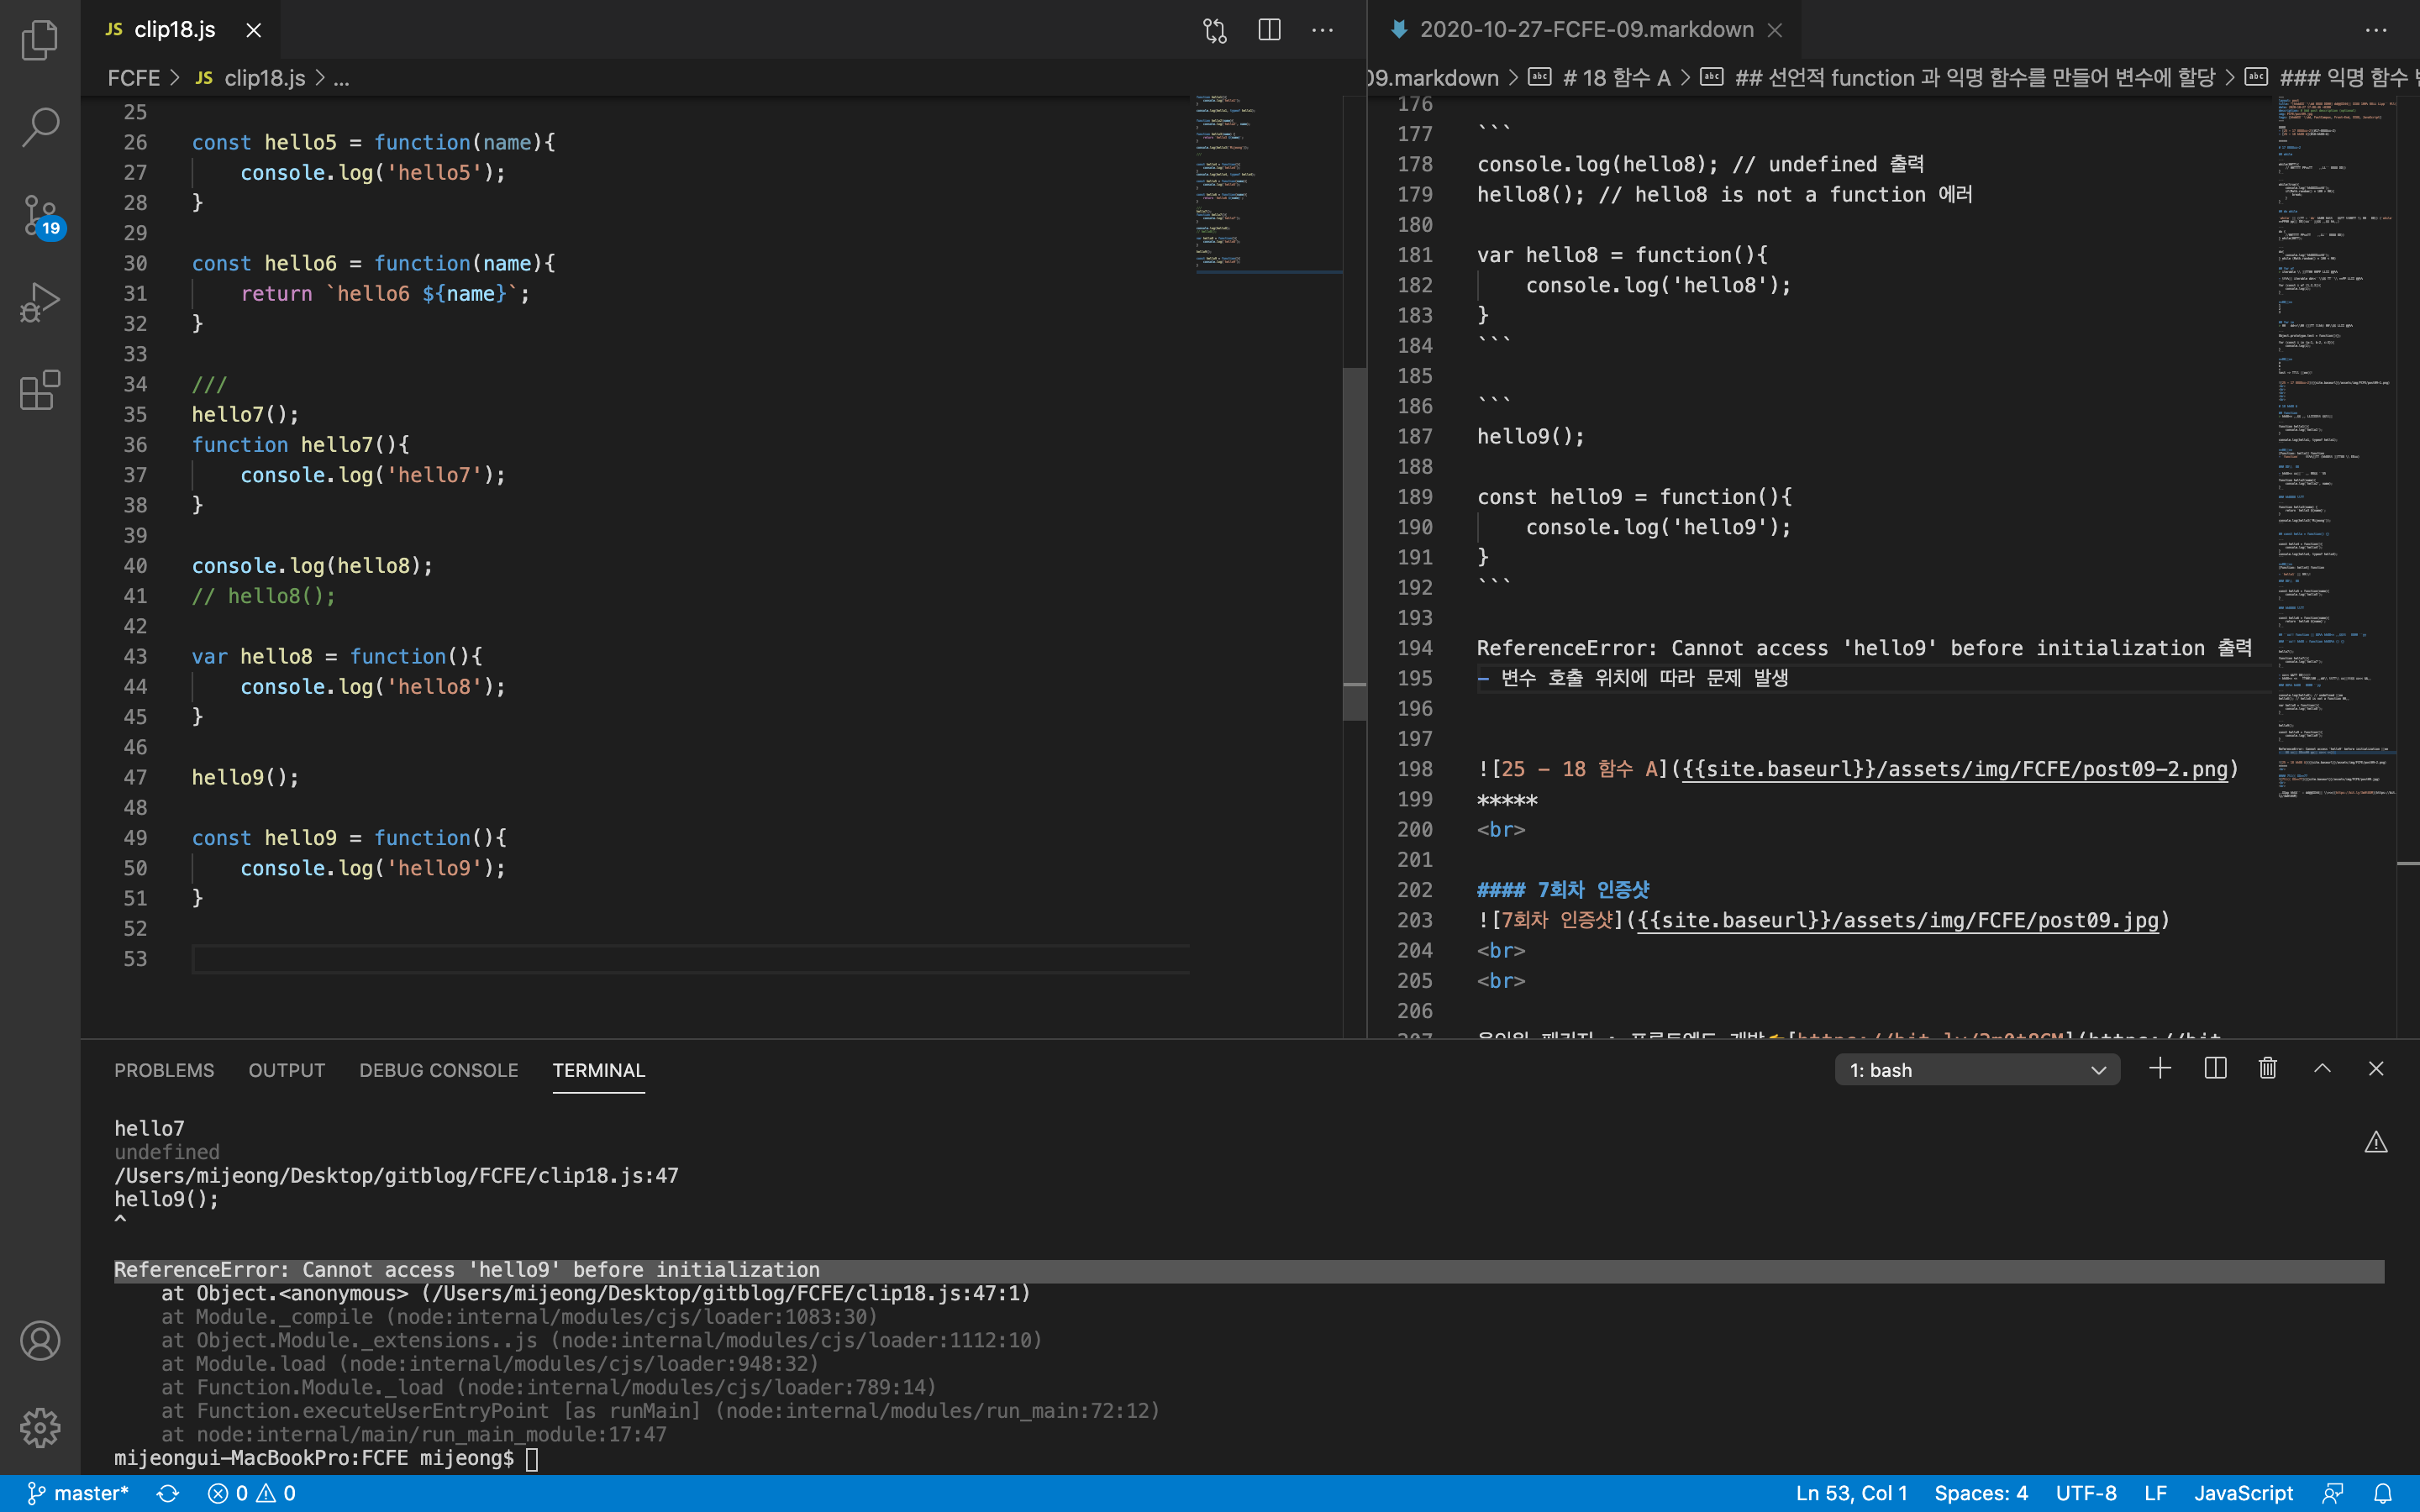 JS clip18.js
2020-10-27-FCFE-09.markdown
FCFE > JS clip18.js > ...
09.markdown > # 18 함수 A > ## 선언적 function 과 익명 함수를 만들어 변수에 할당 > ### 익명 함수
25
26 const hello5 = function(name){
27 console.log('hello5');
28 }
29
30 const hello6 = function(name){
31 return `hello6 ${name}`;
32 }
33
34 ///
35 hello7();
36 function hello7(){
37 console.log('hello7');
38 }
39
40 console.log(hello8);
41 // hello8();
42
43 var hello8 = function(){
44 console.log('hello8');
45 }
46
47 hello9();
48
49 const hello9 = function(){
50 console.log('hello9');
51 }
52
53
176
177 ```
178 console.log(hello8); // undefined 출력
179 hello8(); // hello8 is not a function 에러
180
181 var hello8 = function(){
182 console.log('hello8');
183 }
184 ```
185
186 ```
187 hello9();
188
189 const hello9 = function(){
190 console.log('hello9');
191 }
192 ```
193
194 ReferenceError: Cannot access 'hello9' before initialization 출력
195 - 변수 호출 위치에 따라 문제 발생
196
197
198 ![25 - 18 함수 A]({{site.baseurl}}/assets/img/FCFE/post09-2.png)
199 *****
200 <br>
201
202 #### 7회차 인증샷
203 ![7회차 인증샷]({{site.baseurl}}/assets/img/FCFE/post09.jpg)
204 <br>
205 <br>
206
19
PROBLEMS OUTPUT DEBUG CONSOLE TERMINAL
1: bash
hello7
undefined
/Users/mijeong/Desktop/gitblog/FCFE/clip18.js:47
hello9();
^
ReferenceError: Cannot access 'hello9' before initialization
at Object.<anonymous> (/Users/mijeong/Desktop/gitblog/FCFE/clip18.js:47:1)
at Module._compile (node:internal/modules/cjs/loader:1083:30)
at Object.Module._extensions..js (node:internal/modules/cjs/loader:1112:10)
at Module.load (node:internal/modules/cjs/loader:948:32)
at Function.Module._load (node:internal/modules/cjs/loader:789:14)
at Function.executeUserEntryPoint [as runMain] (node:internal/modules/run_main:72:12)
at node:internal/main/run_main_module:17:47
mijeongui-MacBookPro:FCFE mijeong$
master* 0 0
Ln 53, Col 1 Spaces: 4 UTF-8 LF JavaScript